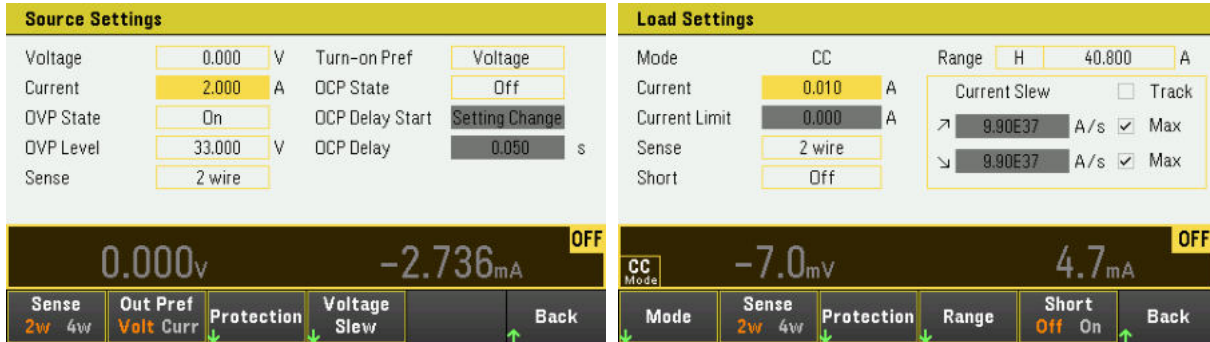 Source Settings
Voltage 0.000 V Turn-on Pref Voltage
Current 2.000 A OCP State Off
OVP State On OCP Delay Start Setting Change
OVP Level 33.000 V OCP Delay 0.050 s
Sense 2 wire
0.000V -2.736mA OFF
Sense 2w 4w
Out Pref Volt Curr
Protection
Voltage Slew
Back
Load Settings
Mode CC Range H 40.800 A
Current 0.010 A Current Slew Track
Current Limit 0.000 A 9.90E37 A/s Max
Sense 2 wire 9.90E37 A/s Max
Short Off
CC Mode -7.0mV 4.7mA OFF
Mode
Sense 2w 4w
Protection
Range
Short Off On
Back